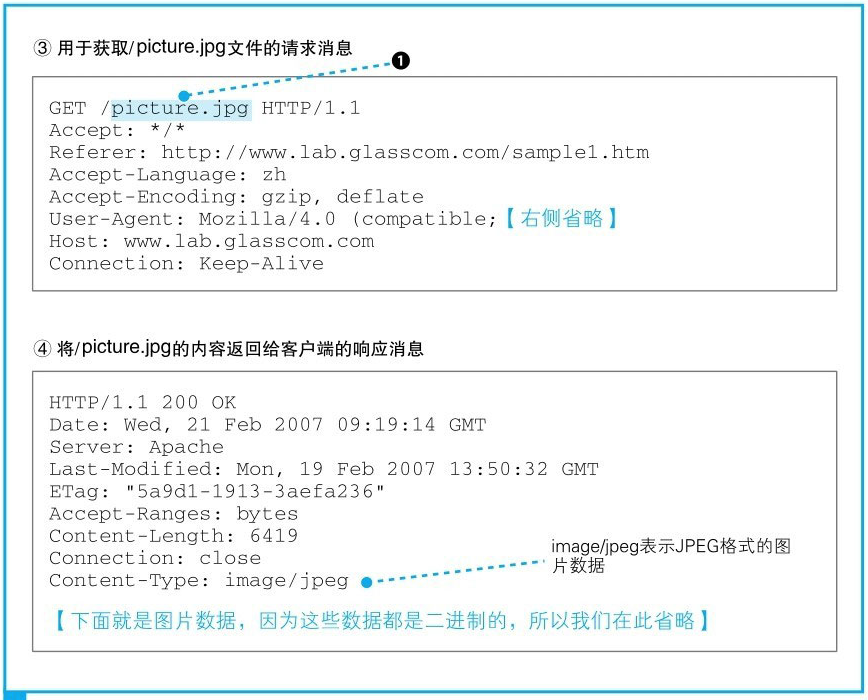 ③ 用于获取/picture.jpg文件的请求消息
❶
GET /picture.jpg HTTP/1.1
Accept: */*
Referer: http://www.lab.glasscom.com/sample1.htm
Accept-Language: zh
Accept-Encoding: gzip, deflate
User-Agent: Mozilla/4.0 (compatible;【右侧省略】
Host: www.lab.glasscom.com
Connection: Keep-Alive
④ 将/picture.jpg的内容返回给客户端的响应消息
HTTP/1.1 200 OK
Date: Wed, 21 Feb 2007 09:19:14 GMT
Server: Apache
Last-Modified: Mon, 19 Feb 2007 13:50:32 GMT
ETag: "5a9d1-1913-3aefa236"
Accept-Ranges: bytes
Content-Length: 6419
Connection: close
Content-Type: image/jpeg
image/jpeg表示JPEG格式的图
片数据
【下面就是图片数据，因为这些数据都是二进制的，所以我们在此省略】